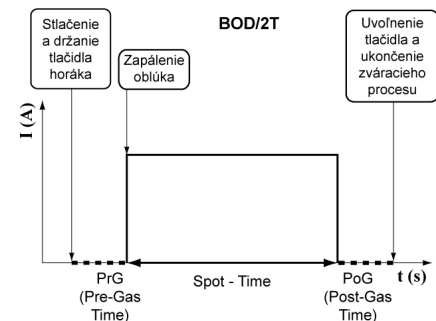 BOD/2T
Stlačenie
a držanie
tlačidla
horáka
Zapálenie
oblúka
Uvoľnenie
tlačidla a
ukončenie
zváracieho
procesu
I (A)
t (s)
PrG
(Pre-Gas
Time)
Spot - Time
PoG
(Post-Gas
Time)